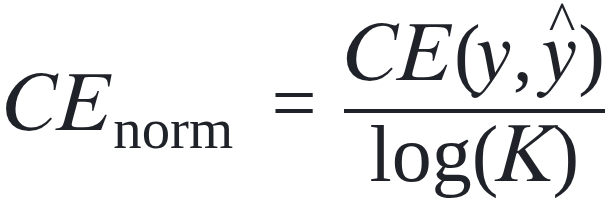 CE_norm = CE(y, ŷ) / log(K)